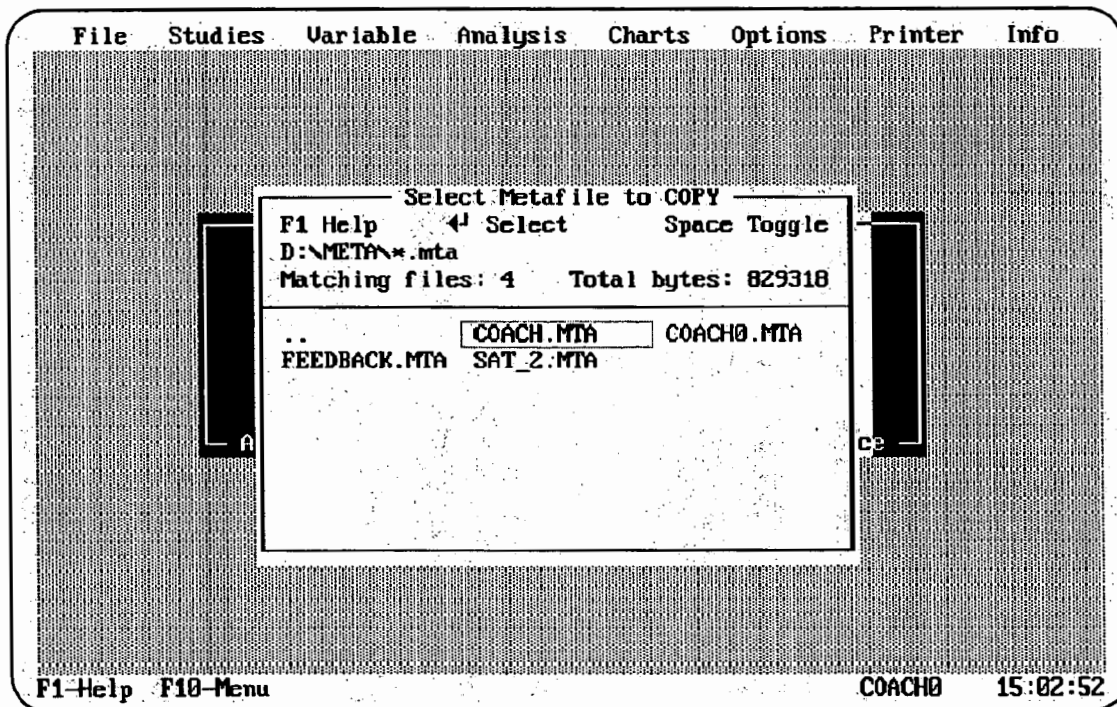 File Studies Variable Analysis Charts Options Printer Info
Select Metafile to COPY
F1 Help ↵ Select Space Toggle
D:\META\*.mta
Matching files: 4 Total bytes: 829318
.. COACH.MTA COACH0.MTA
FEEDBACK.MTA SAT_2.MTA
A ce
F1-Help F10-Menu COACH0 15:02:52